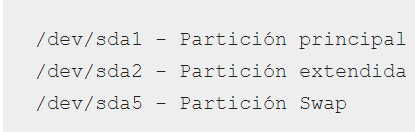 /dev/sda1 – Partición principal
/dev/sda2 – Partición extendida
/dev/sda5 – Partición Swap